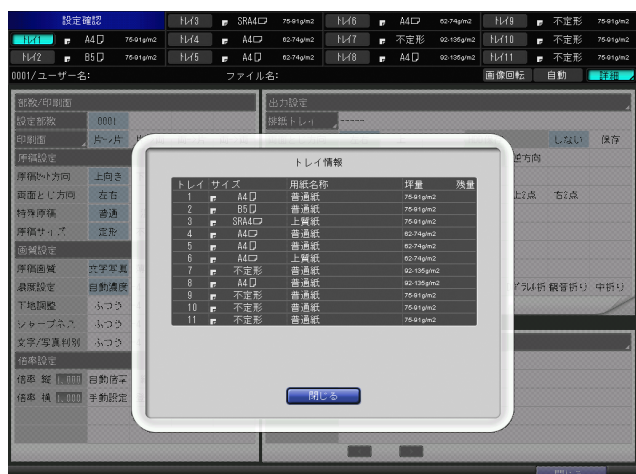 設定確認
ﾄﾚｲ3 SRA4 75-91g/m2 ﾄﾚｲ6 A4 62-74g/m2 ﾄﾚｲ9 不定形 75-91g/m2
ﾄﾚｲ1 A4 75-91g/m2 ﾄﾚｲ4 A4 62-74g/m2 ﾄﾚｲ7 不定形 92-135g/m2 ﾄﾚｲ10 不定形 75-91g/m2
ﾄﾚｲ2 B5 75-91g/m2 ﾄﾚｲ5 A4 62-74g/m2 ﾄﾚｲ8 A4 92-135g/m2 ﾄﾚｲ11 不定形 75-91g/m2
0001/ユーザー名: ファイル名: 画像回転 自動 詳細
部数/印刷面 出力設定
設定部数 0001 排紙トレイ -----
印刷面 片->片 しない 保存
原稿設定 逆方向
原稿ｾｯﾄ方向 上向き
両面とじ方向 左右 上2点 右2点
特殊原稿 普通
原稿サイズ 定形
画質設定
原稿画質 文字写真
濃度設定 自動濃度 隔音折り 中折り
下地調整 ふつう
シャープネス ふつう
文字/写真判別 ふつう
倍率設定
倍率 縦 1.000 自動倍率
倍率 横 1.000 手動設定
トレイ情報
トレイ サイズ 用紙名称 坪量 残量
1 A4 普通紙 75-91g/m2
2 B5 普通紙 75-91g/m2
3 SRA4 上質紙 75-91g/m2
4 A4 普通紙 62-74g/m2
5 A4 普通紙 62-74g/m2
6 A4 上質紙 62-74g/m2
7 不定形 普通紙 92-135g/m2
8 A4 普通紙 92-135g/m2
9 不定形 普通紙 75-91g/m2
10 不定形 普通紙 75-91g/m2
11 不定形 普通紙 75-91g/m2
閉じる